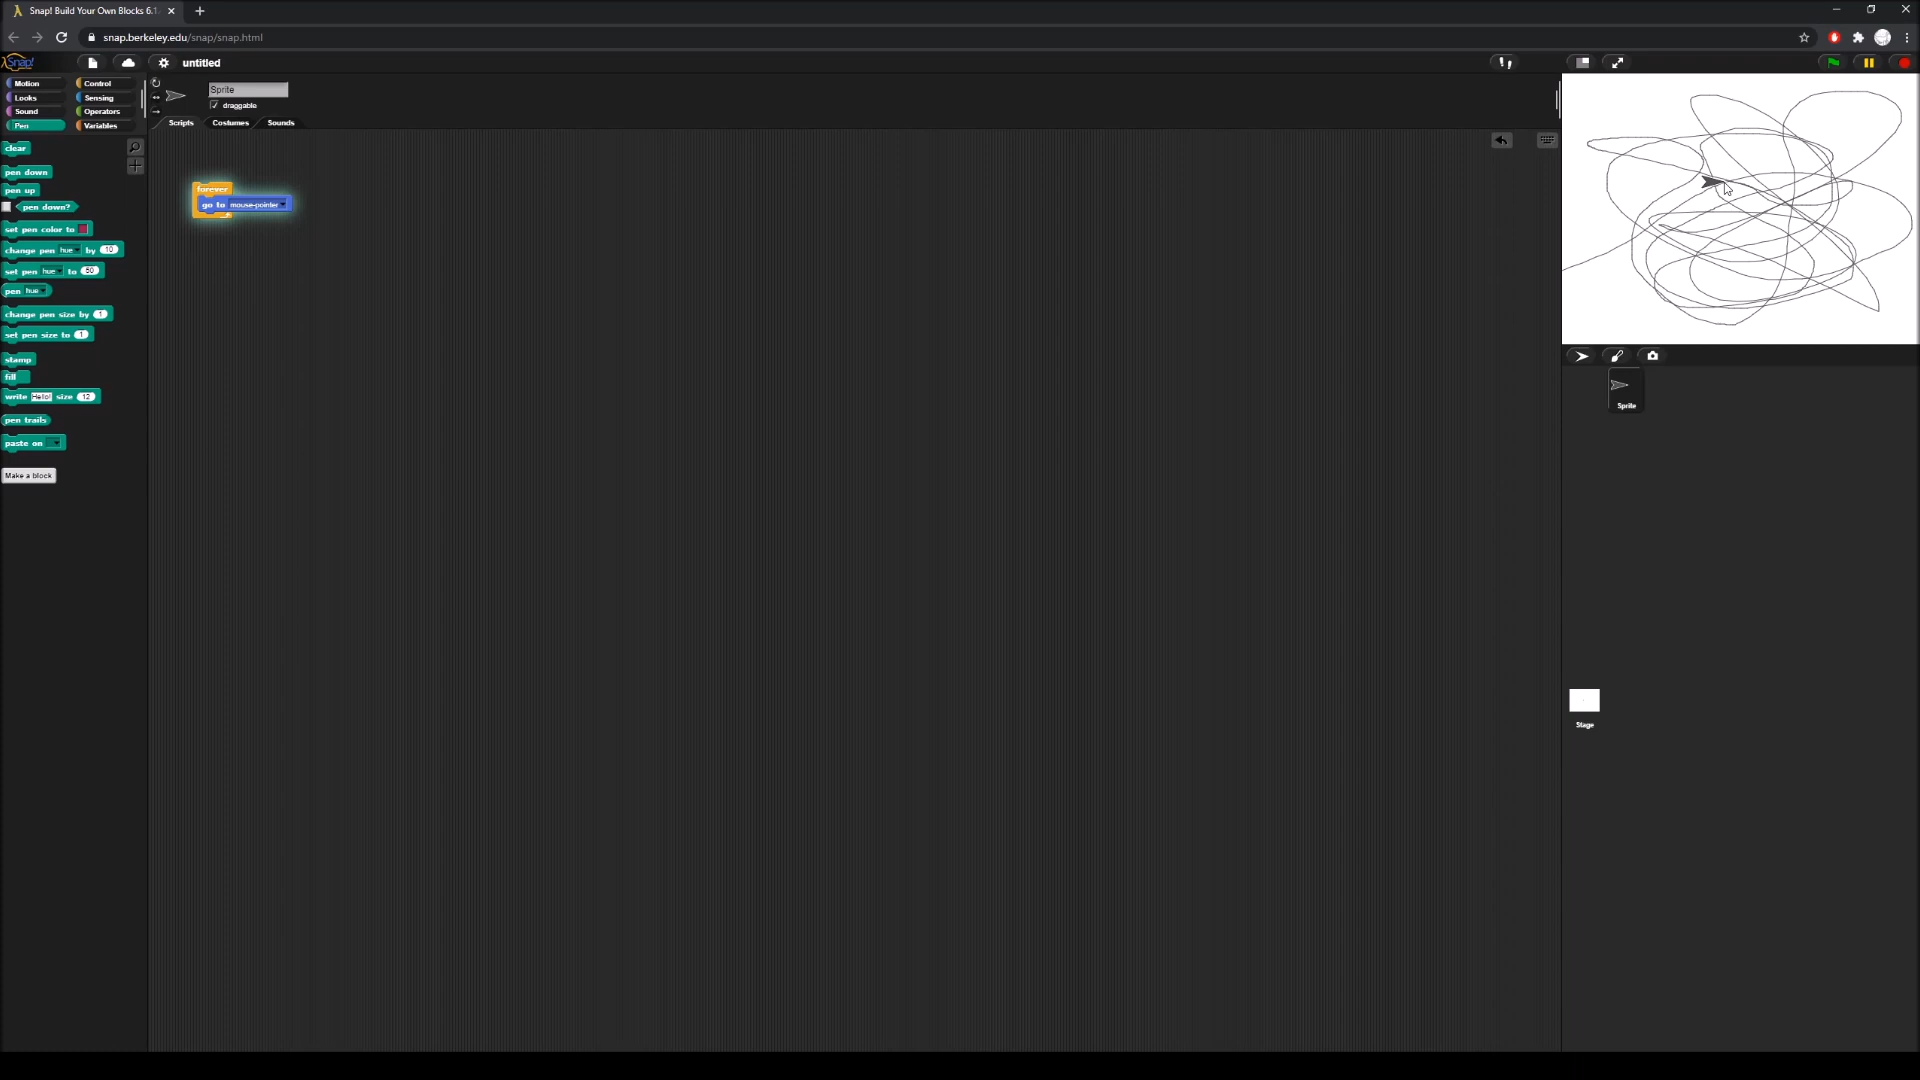 Snap! Build Your Own Blocks 6.1.
snap.berkeley.edu/snap/snap.html
Snap!
untitled
Motion
Control
Looks
Sensing
Sound
Operators
Pen
Variables
Sprite
draggable
Scripts
Costumes
Sounds
clear
pen down
pen up
pen down?
set pen color to
change pen hue by 10
set pen hue to 50
pen hue
change pen size by 1
set pen size to 1
stamp
fill
write Hello! size 12
pen trails
paste on
Make a block
forever
go to mouse-pointer
Sprite
Stage